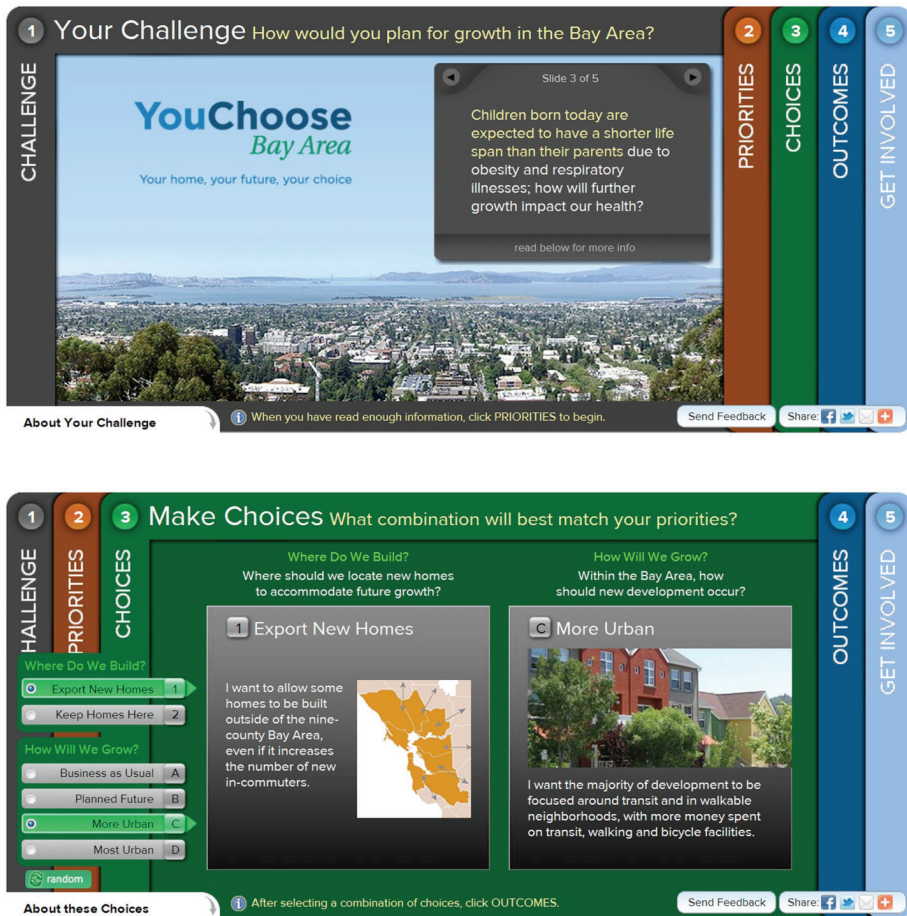 1 Your Challenge How would you plan for growth in the Bay Area?
CHALLENGE
YouChoose
Bay Area
Your home, your future, your choice
Slide 3 of 5
Children born today are
expected to have a shorter life
span than their parents due to
obesity and respiratory
illnesses; how will further
growth impact our health?
read below for more info
2
PRIORITIES
3
CHOICES
4
OUTCOMES
5
GET INVOLVED
About Your Challenge
When you have read enough information, click PRIORITIES to begin.
Send Feedback
Share:
1
HALLENGE
2
PRIORITIES
3 Make Choices What combination will best match your priorities?
CHOICES
Where Do We Build?
Export New Homes 1
Keep Homes Here 2
How Will We Grow?
Business as Usual A
Planned Future B
More Urban C
Most Urban D
random
Where Do We Build?
Where should we locate new homes
to accommodate future growth?
1 Export New Homes
I want to allow some
homes to be built
outside of the nine-
county Bay Area,
even if it increases
the number of new
in-commuters.
How Will We Grow?
Within the Bay Area, how
should new development occur?
C More Urban
I want the majority of development to be
focused around transit and in walkable
neighborhoods, with more money spent
on transit, walking and bicycle facilities.
4
OUTCOMES
5
GET INVOLVED
About these Choices
After selecting a combination of choices, click OUTCOMES.
Send Feedback
Share: